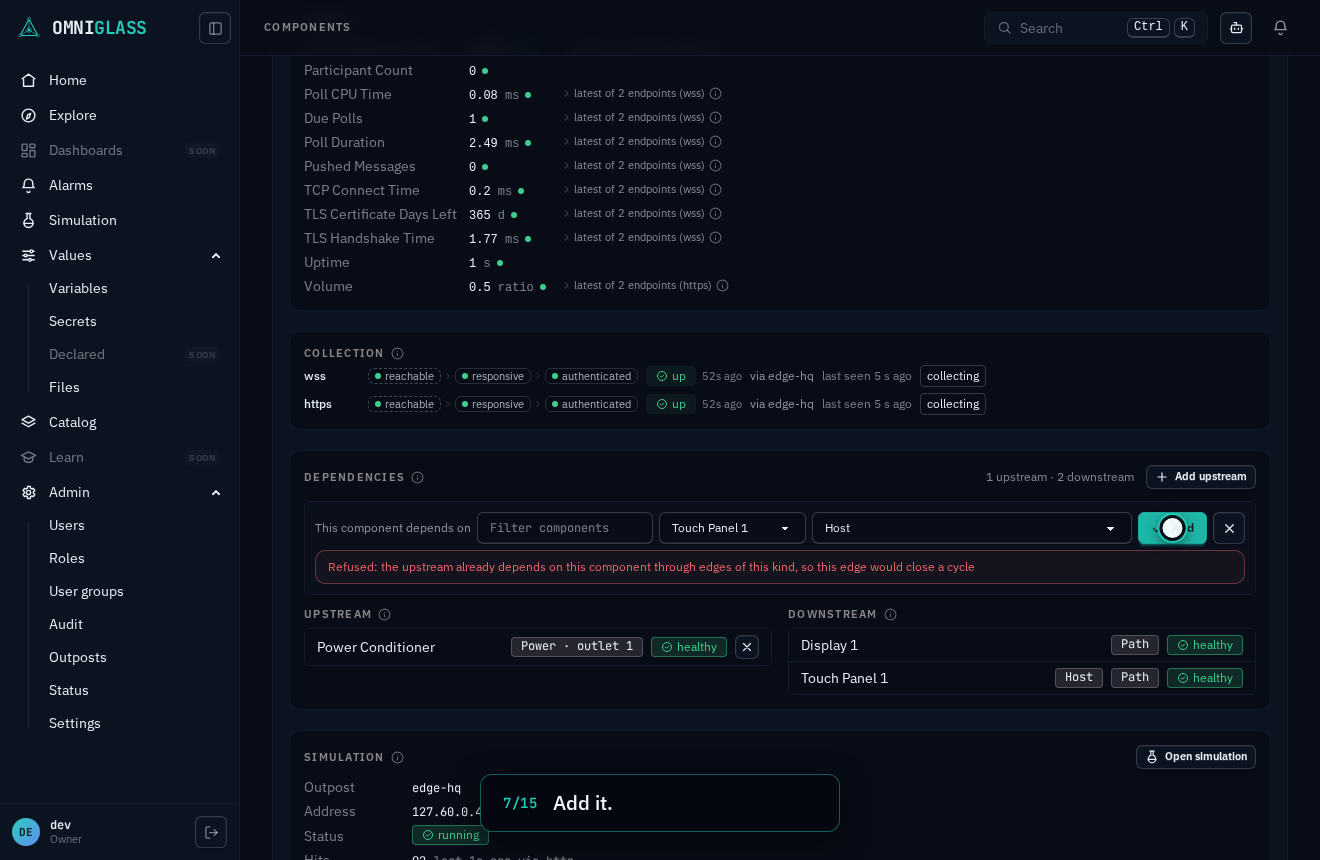 OMNIGLASS
COMPONENTS
Search
Ctrl K
Home
Explore
Dashboards SOON
Alarms
Simulation
Values
Variables
Secrets
Declared SOON
Files
Catalog
Learn SOON
Admin
Users
Roles
User groups
Audit
Outposts
Status
Settings
DE dev
Owner
Participant Count 0
Poll CPU Time 0.08 ms latest of 2 endpoints (wss)
Due Polls 1 latest of 2 endpoints (wss)
Poll Duration 2.49 ms latest of 2 endpoints (wss)
Pushed Messages 0 latest of 2 endpoints (wss)
TCP Connect Time 0.2 ms latest of 2 endpoints (wss)
TLS Certificate Days Left 365 d latest of 2 endpoints (wss)
TLS Handshake Time 1.77 ms latest of 2 endpoints (wss)
Uptime 1 s
Volume 0.5 ratio latest of 2 endpoints (https)
COLLECTION
wss reachable responsive authenticated up 52s ago via edge-hq last seen 5 s ago collecting
https reachable responsive authenticated up 52s ago via edge-hq last seen 5 s ago collecting
DEPENDENCIES 1 upstream · 2 downstream Add upstream
This component depends on Filter components Touch Panel 1 Host
Refused: the upstream already depends on this component through edges of this kind, so this edge would close a cycle
UPSTREAM
Power Conditioner Power · outlet 1 healthy
DOWNSTREAM
Display 1 Path healthy
Touch Panel 1 Host Path healthy
SIMULATION Open simulation
Outpost edge-hq
Address 127.60.0.4
Status running
7/15 Add it.